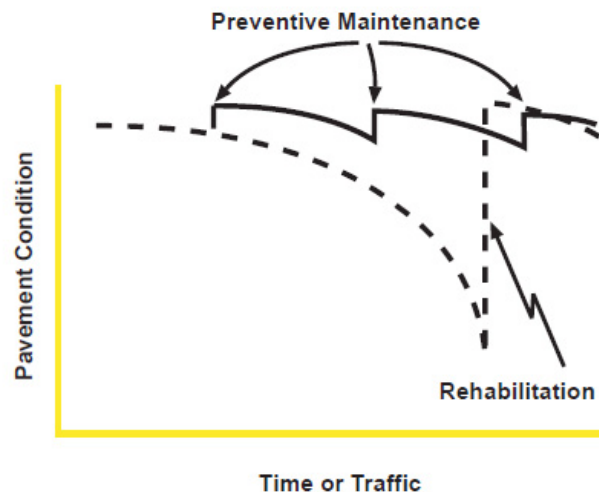 Preventive Maintenance
Pavement Condition
Rehabilitation
Time or Traffic